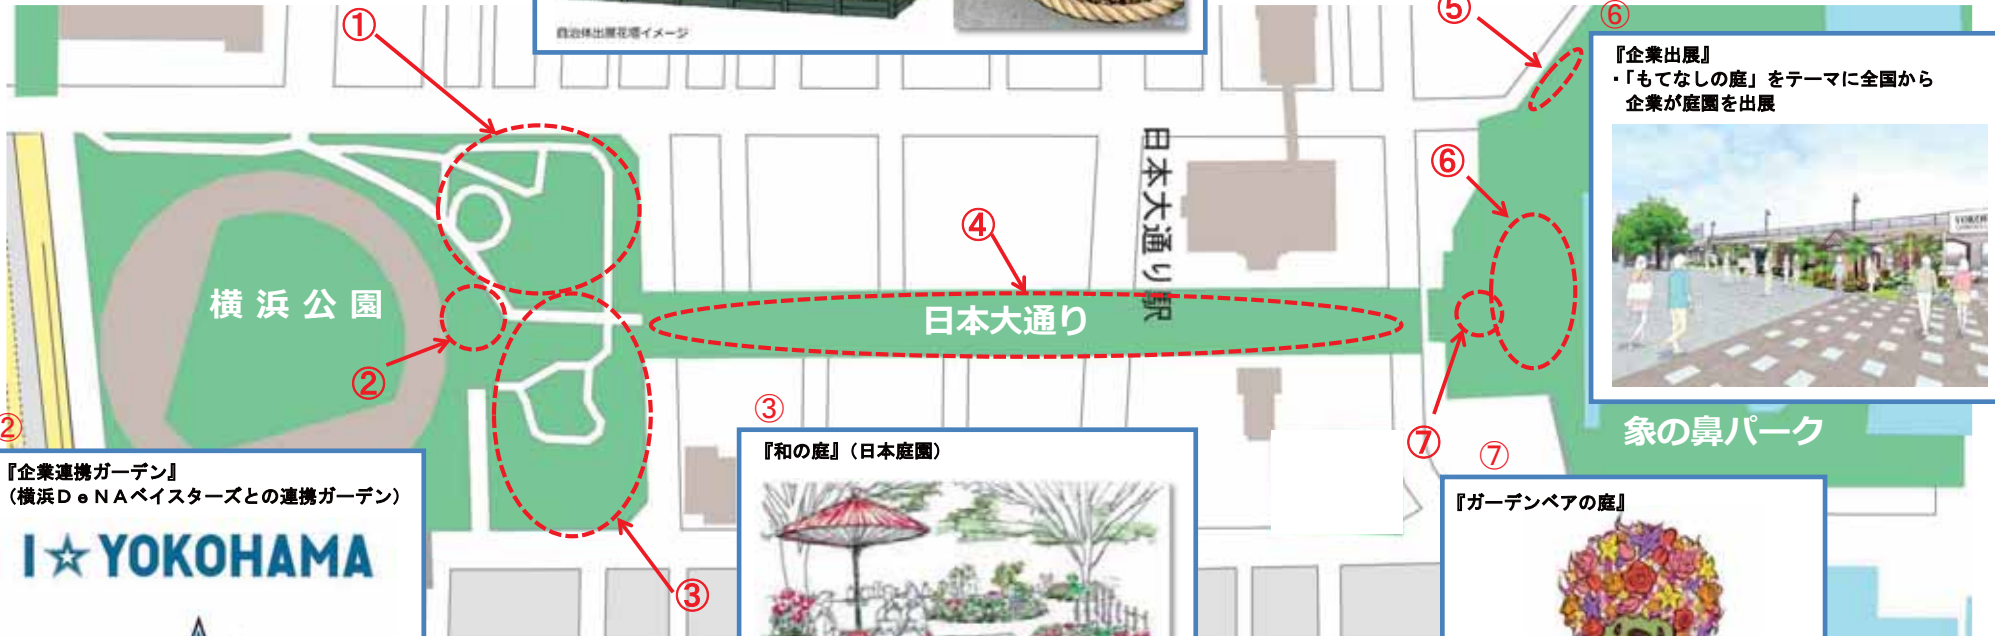 ①
自治体出展花壇イメージ
⑤
⑥
『企業出展』
・「もてなしの庭」をテーマに全国から
企業が庭園を出展
日本大通り駅
⑥
④
横浜公園
日本大通り
②
⑦
象の鼻パーク
③
②
『企業連携ガーデン』
（横浜ＤｅＮＡベイスターズとの連携ガーデン）
I☆YOKOHAMA
『和の庭』（日本庭園）
③
⑦
『ガーデンベアの庭』